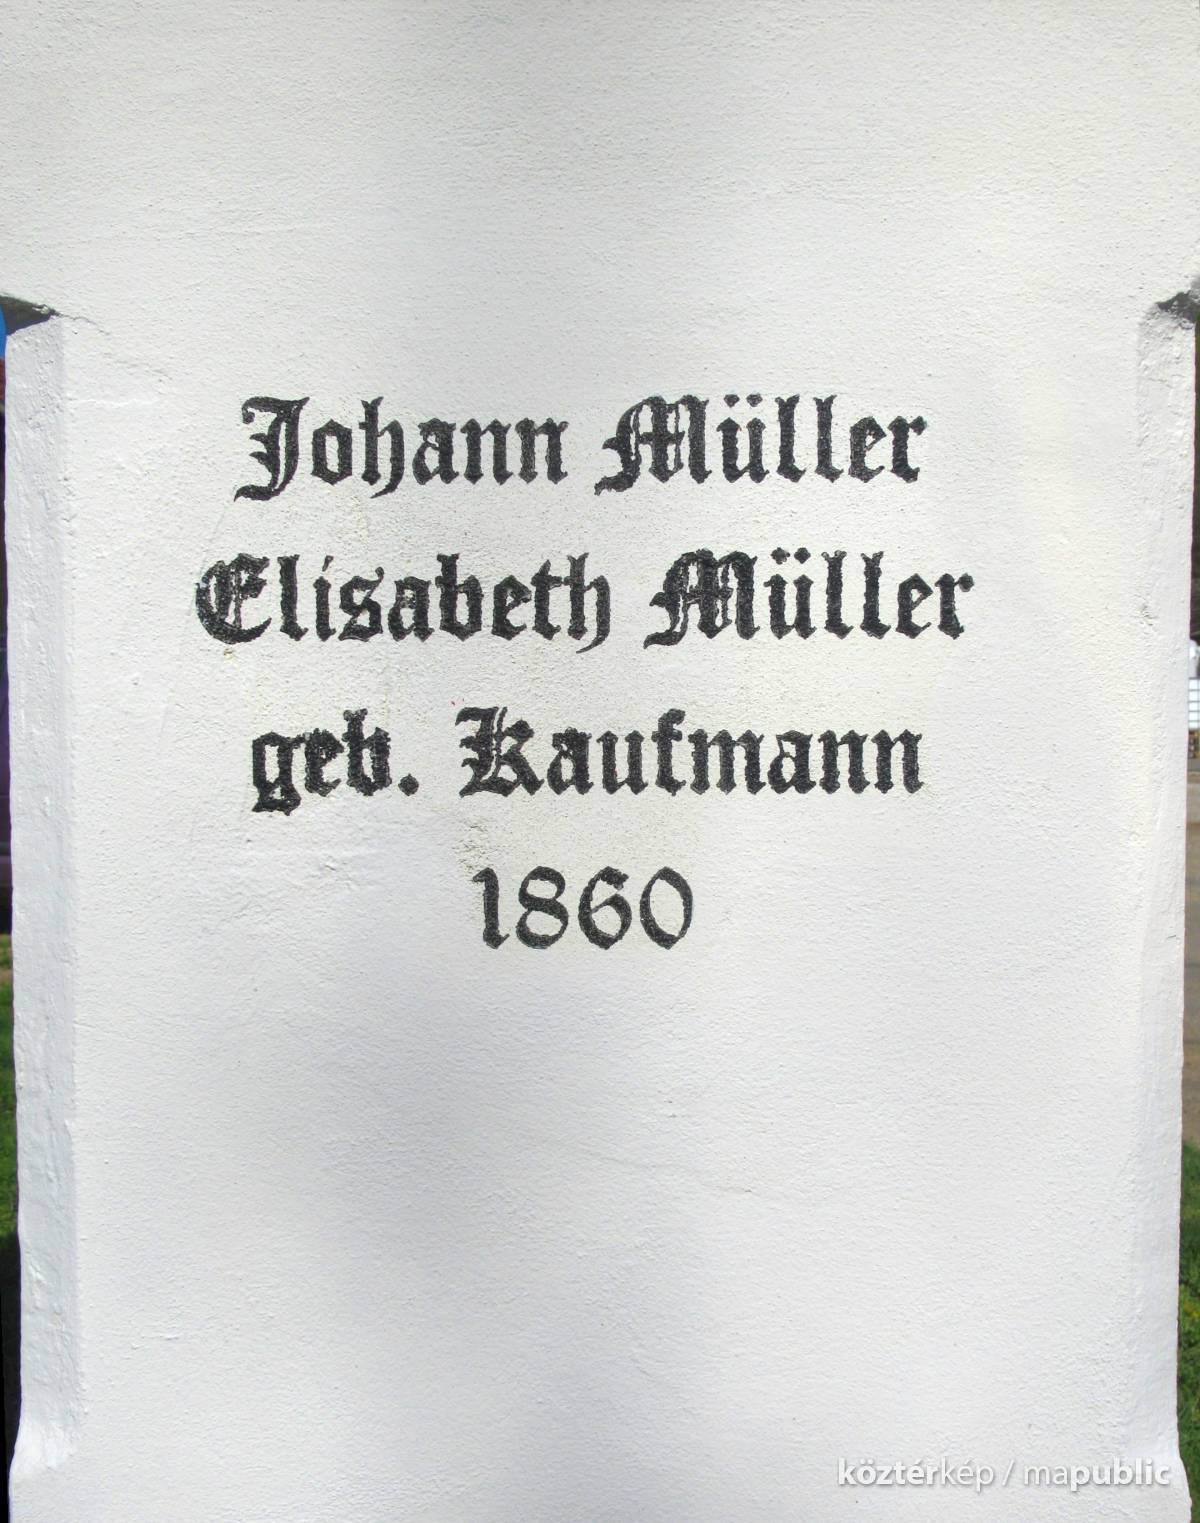 Johann Müller
Elisabeth Müller
geb. Kaufmann
1860
köztérkép / mapublic